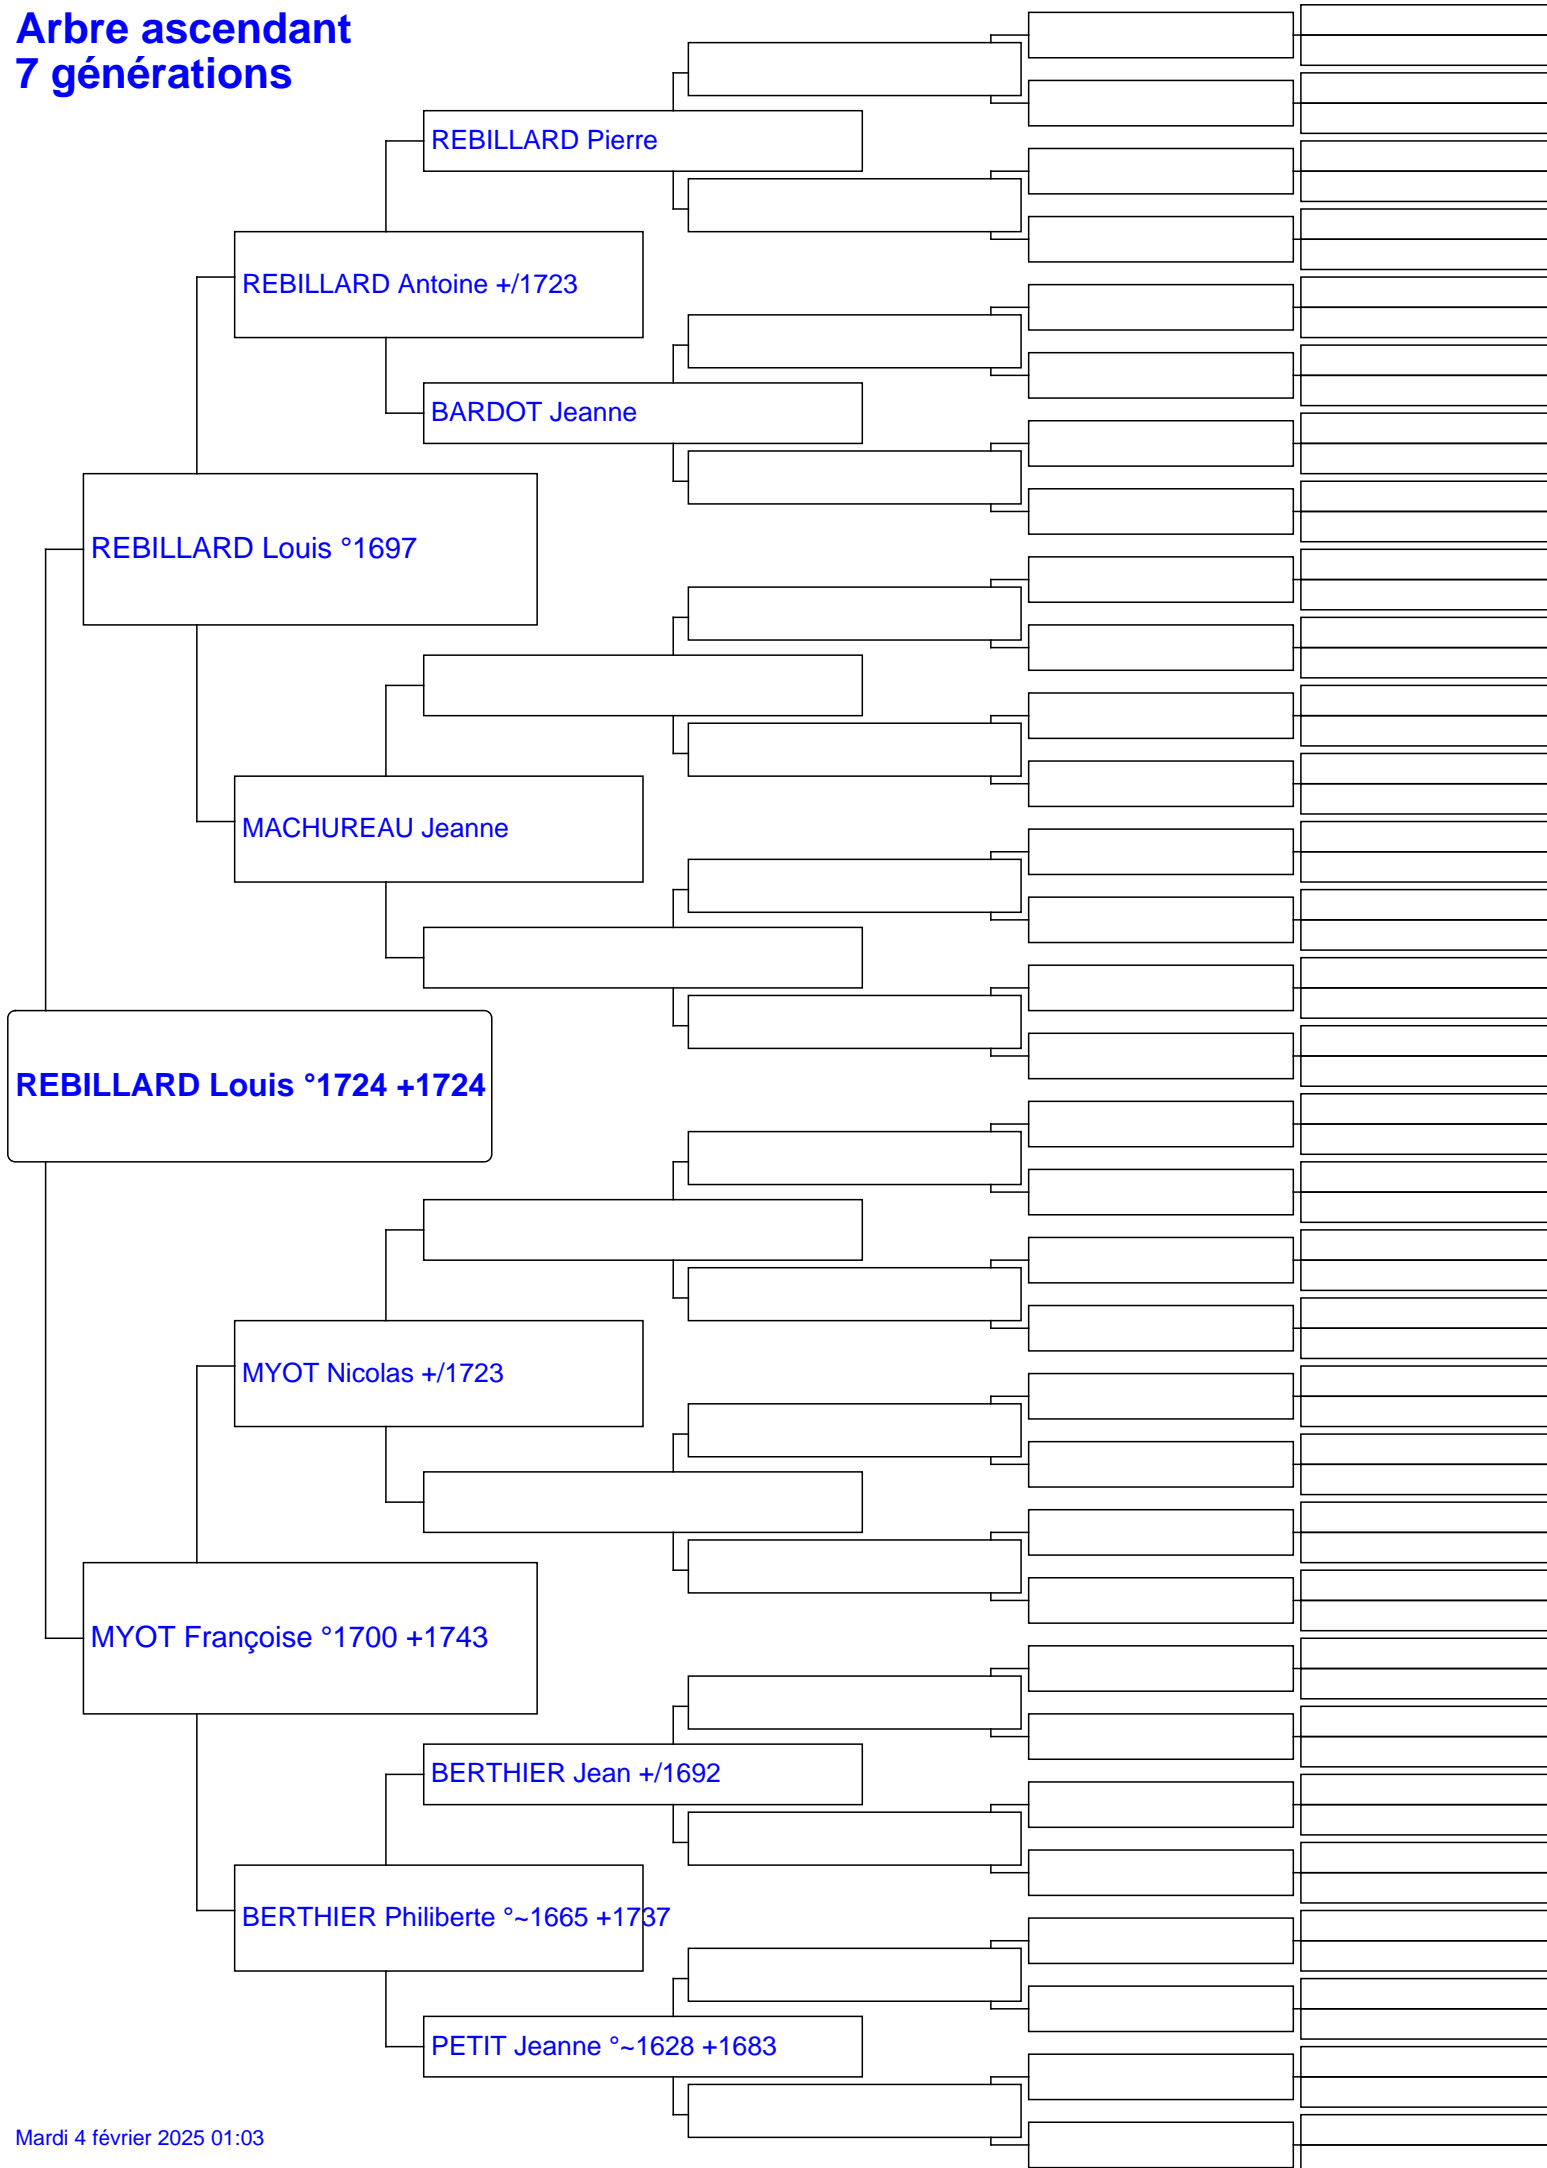 Arbre ascendant
7 générations
REBILLARD Pierre
REBILLARD Antoine +/1723
BARDOT Jeanne
REBILLARD Louis °1697
MACHUREAU Jeanne
REBILLARD Louis °1724 +1724
MYOT Nicolas +/1723
MYOT Françoise °1700 +1743
BERTHIER Jean +/1692
BERTHIER Philiberte °~1665 +1737
PETIT Jeanne °~1628 +1683
Mardi 4 février 2025 01:03